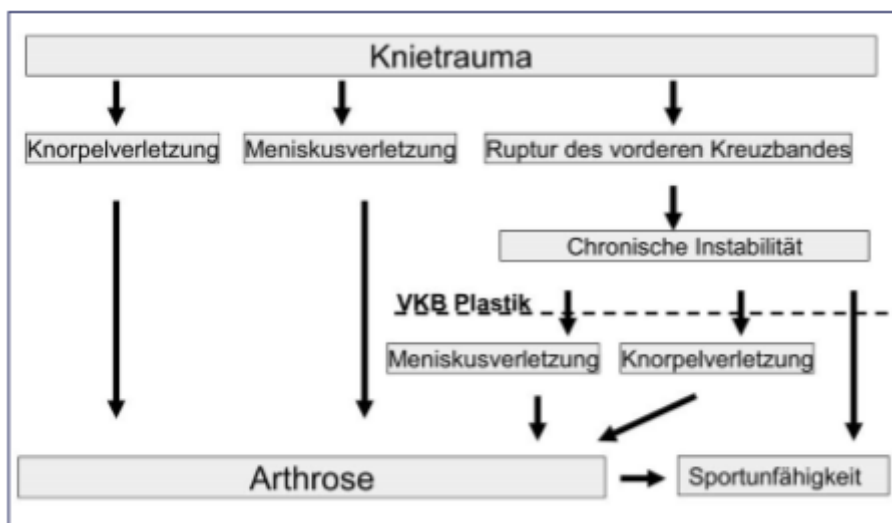 Knietrauma
Knorpelverletzung Meniskusverletzung Ruptur des vorderen Kreuzbandes
Chronische Instabilität
VKB Plastik
Meniskusverletzung Knorpelverletzung
Arthrose Sportunfähigkeit